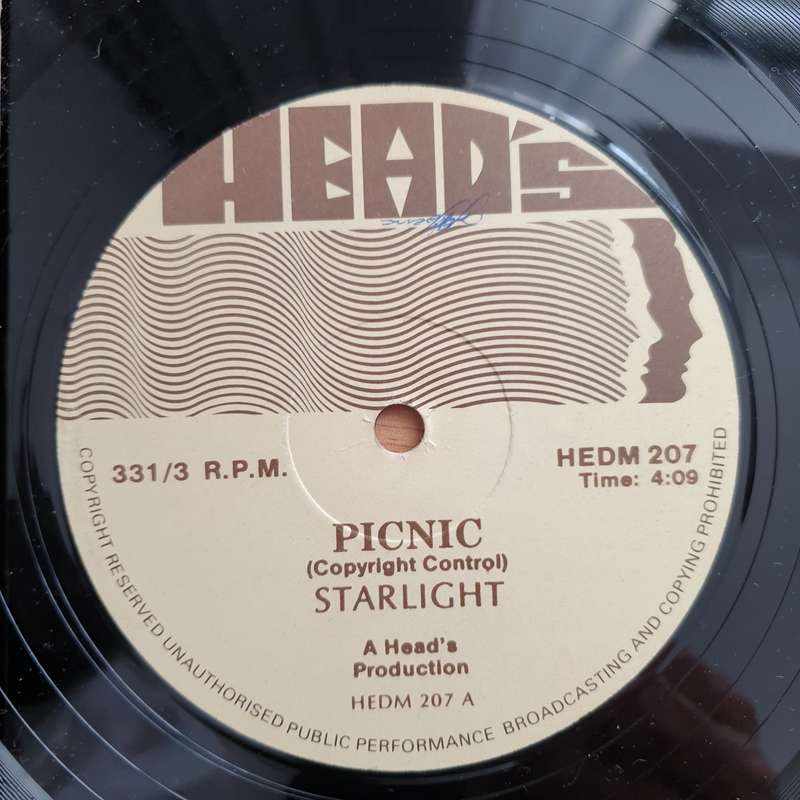 HEAD'S
331/3 R.P.M.
HEDM 207
Time: 4:09
PICNIC
(Copyright Control)
STARLIGHT
A Head's
Production
HEDM 207 A
COPYRIGHT RESERVED UNAUTHORISED PUBLIC PERFORMANCE BROADCASTING AND COPYING PROHIBITED